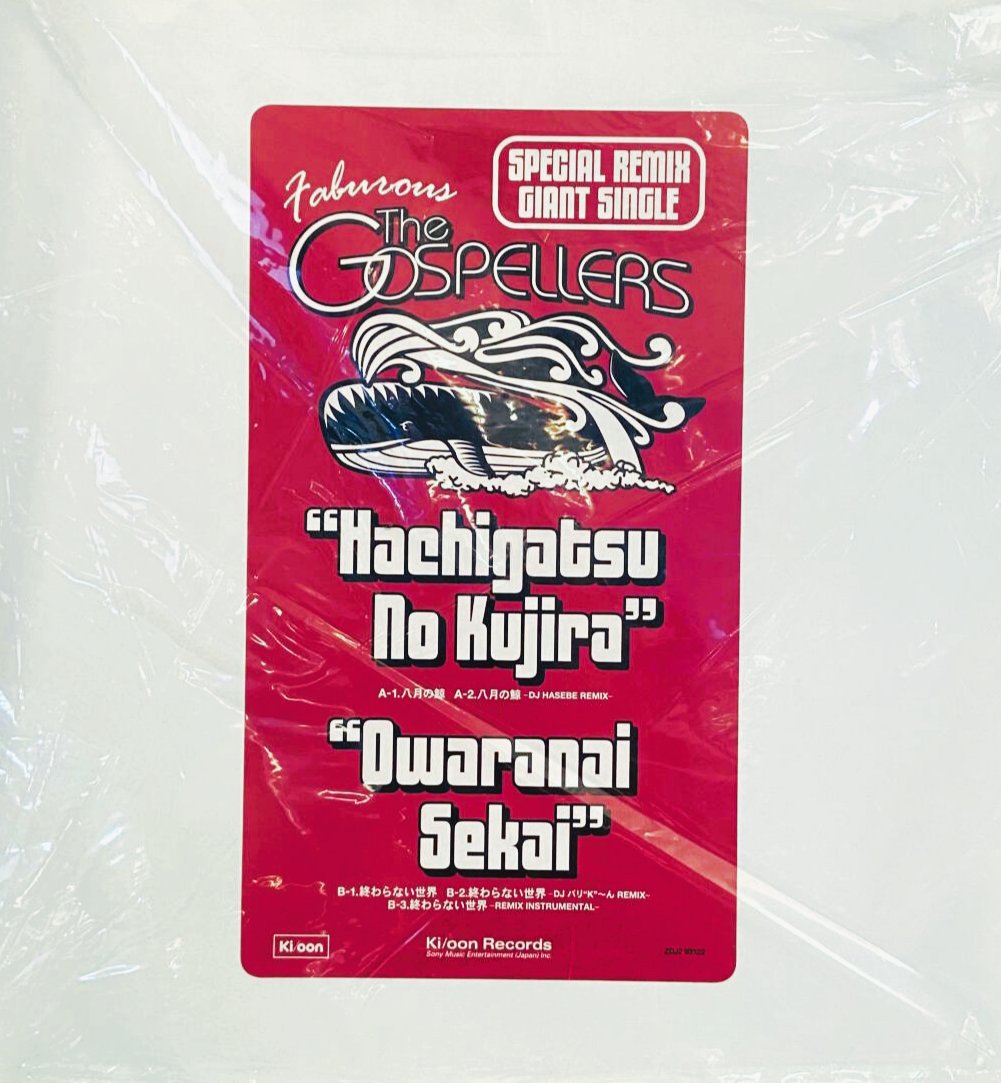 SPECIAL REMIX
GIANT SINGLE
Faburous
The
GOSPELLERS
“Hachigatsu
No Kujira”
A-1.八月の鯨 A-2.八月の鯨 -DJ HASEBE REMIX-
“Owaranai
Sekai”
B-1.終わらない世界 B-2.終わらない世界 -DJ バリ“K”〜ん REMIX-
B-3.終わらない世界 -REMIX INSTRUMENTAL-
Ki/oon
Ki/oon Records
Sony Music Entertainment (Japan) Inc.